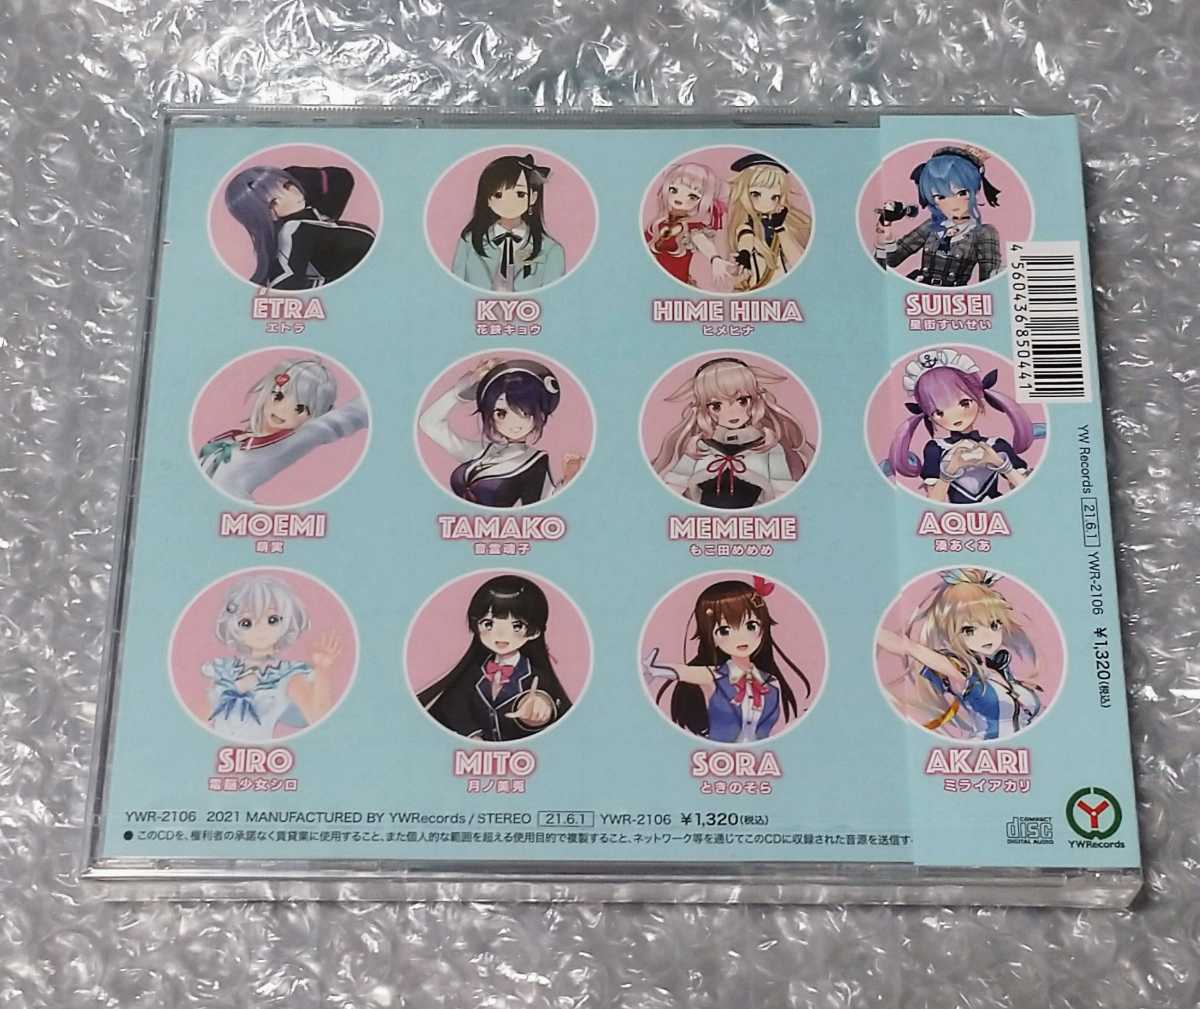 ÉTRA
エトラ
KYO
花鋏キョウ
HIME HINA
ヒメヒナ
SUISEI
星街すいせい
MOEMI
萌実
TAMAKO
音霊魂子
MEMEME
もこ田めめめ
AQUA
湊あくあ
SIRO
電脳少女シロ
MITO
月ノ美兎
SORA
ときのそら
AKARI
ミライアカリ
4 560436 850441
YW Records 21.6.1 YWR-2106 ¥1,320(税込)
YWR-2106 2021 MANUFACTURED BY YWRecords / STEREO 21.6.1 YWR-2106 ¥1,320(税込)
● このCDを、権利者の承諾なく賃貸業に使用すること、また個人的な範囲を超える使用目的で複製すること、ネットワーク等を通じてこのCDに収録された音源を送信す
COMPACT
disc
DIGITAL AUDIO
YWRecords